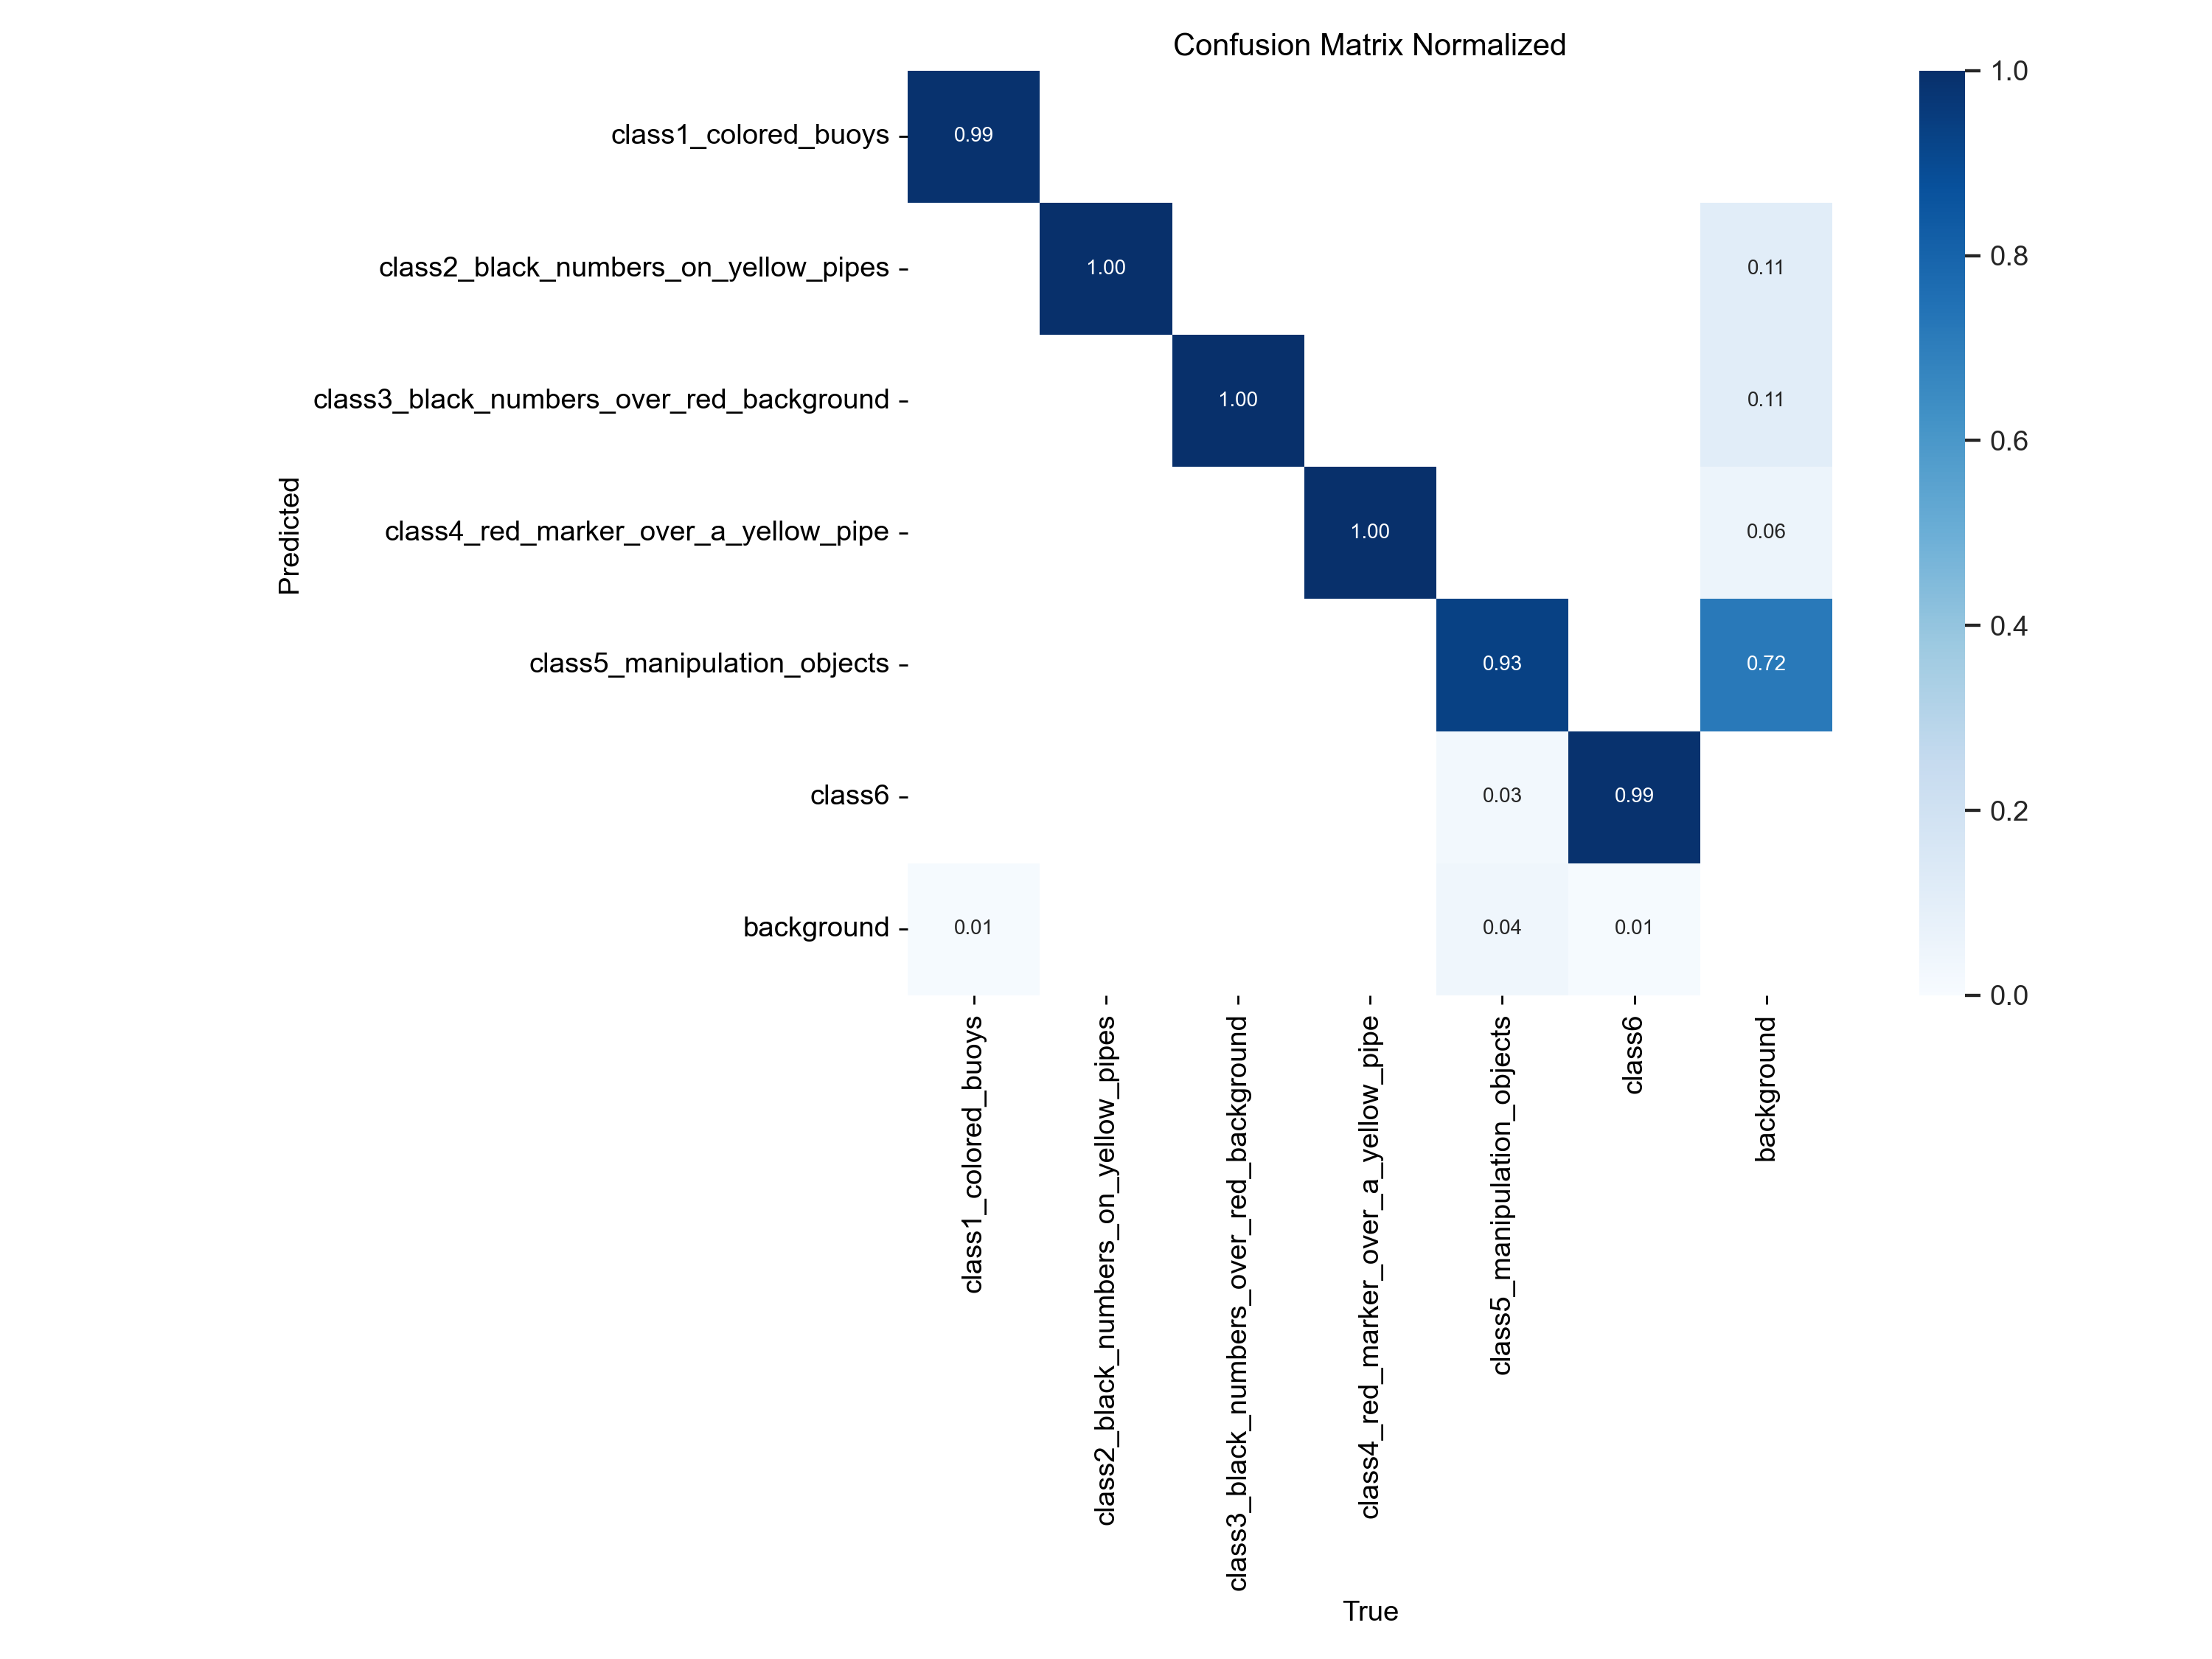 Confusion Matrix Normalized
class1_colored_buoys
class2_black_numbers_on_yellow_pipes
class3_black_numbers_over_red_background
class4_red_marker_over_a_yellow_pipe
class5_manipulation_objects
class6
background
Predicted
0.99
1.00
0.11
1.00
0.11
1.00
0.06
0.93
0.72
0.03
0.99
0.01
0.04
0.01
1.0
0.8
0.6
0.4
0.2
0.0
class1_colored_buoys
class2_black_numbers_on_yellow_pipes
class3_black_numbers_over_red_background
class4_red_marker_over_a_yellow_pipe
class5_manipulation_objects
class6
background
True